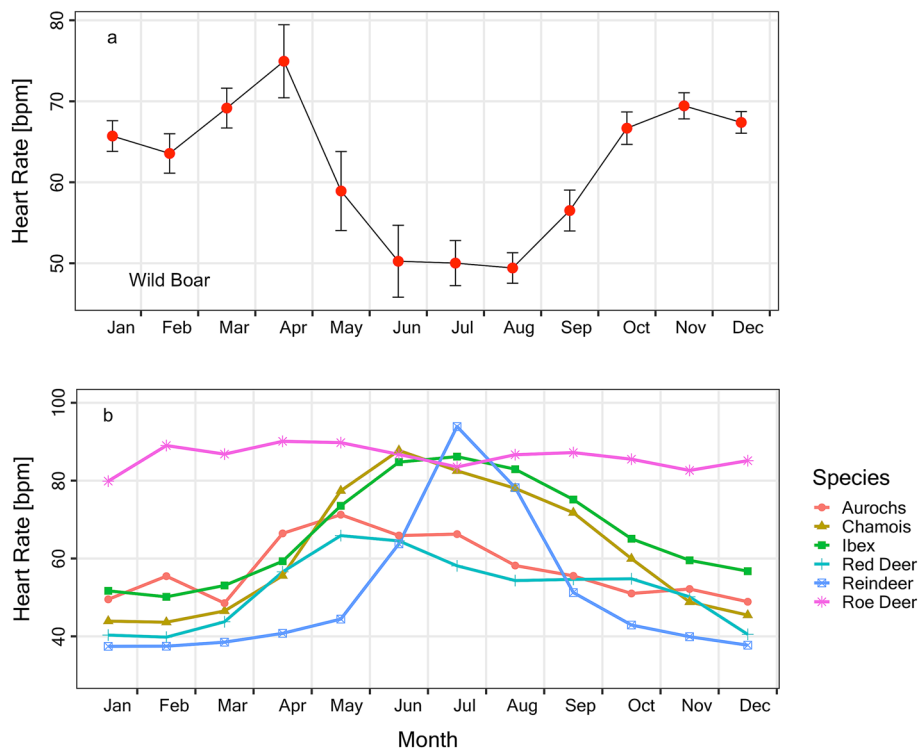 a
Heart Rate [bpm]
80
70
60
50
Wild Boar
Jan Feb Mar Apr May Jun Jul Aug Sep Oct Nov Dec
b
Heart Rate [bpm]
100
80
60
40
Jan Feb Mar Apr May Jun Jul Aug Sep Oct Nov Dec
Month
Species
Aurochs
Chamois
Ibex
Red Deer
Reindeer
Roe Deer